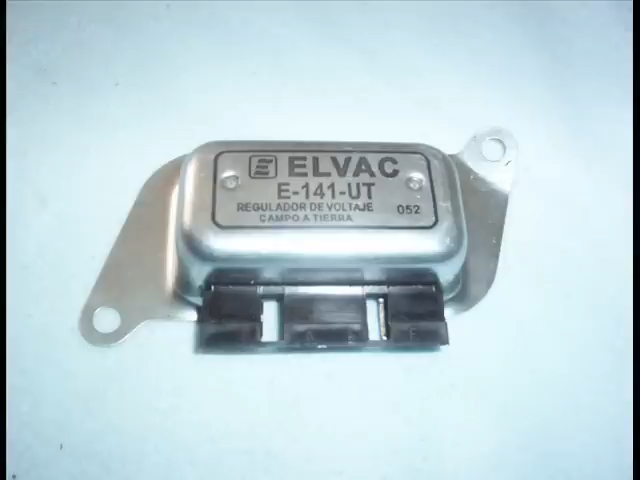 ELVAC
E-141-UT
REGULADOR DE VOLTAJE 052
CAMPO A TIERRA